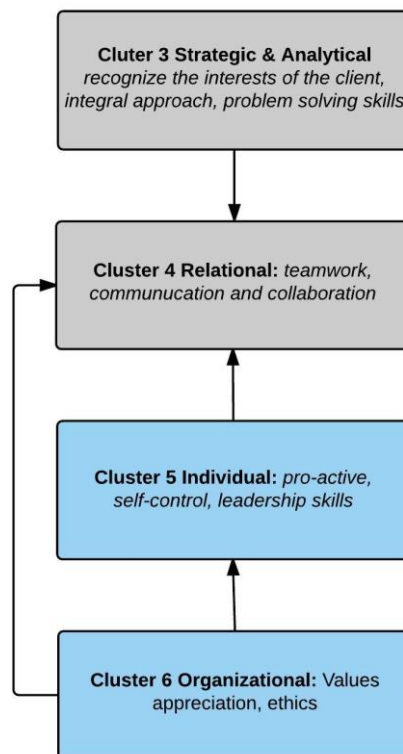 Cluter 3 Strategic & Analytical
recognize the interests of the client,
integral approach, problem solving skills
Cluster 4 Relational: teamwork,
communucation and collaboration
Cluster 5 Individual: pro-active,
self-control, leadership skills
Cluster 6 Organizational: Values
appreciation, ethics